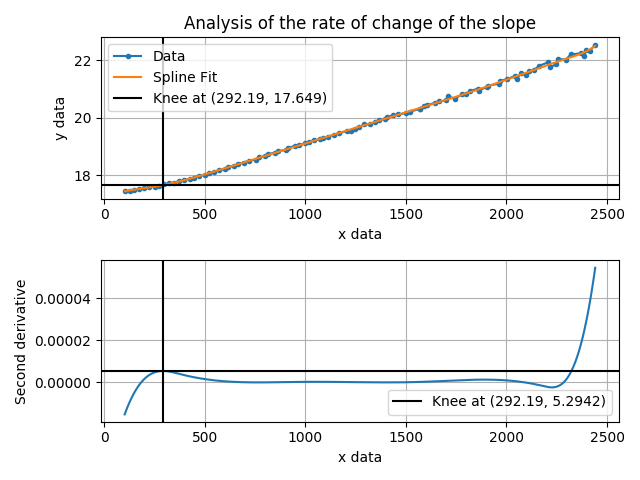 Analysis of the rate of change of the slope
Data
Spline Fit
Knee at (292.19, 17.649)
22
20
18
y data
0 500 1000 1500 2000 2500
x data
0.00004
0.00002
0.00000
Second derivative
Knee at (292.19, 5.2942)
0 500 1000 1500 2000 2500
x data